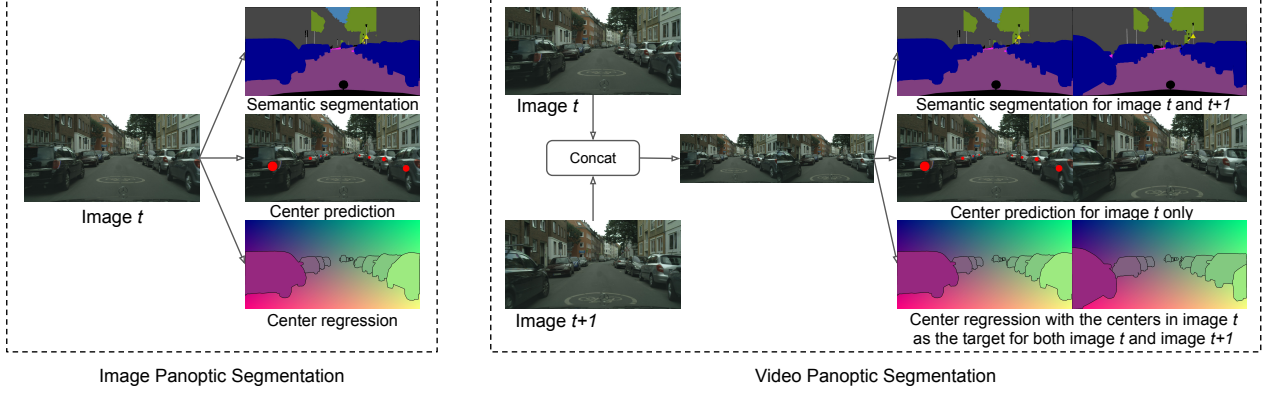 Semantic segmentation
Image t
Center prediction
Center regression
Image Panoptic Segmentation
Image t
Concat
Image t+1
Semantic segmentation for image t and t+1
Center prediction for image t only
Center regression with the centers in image t
as the target for both image t and image t+1
Video Panoptic Segmentation